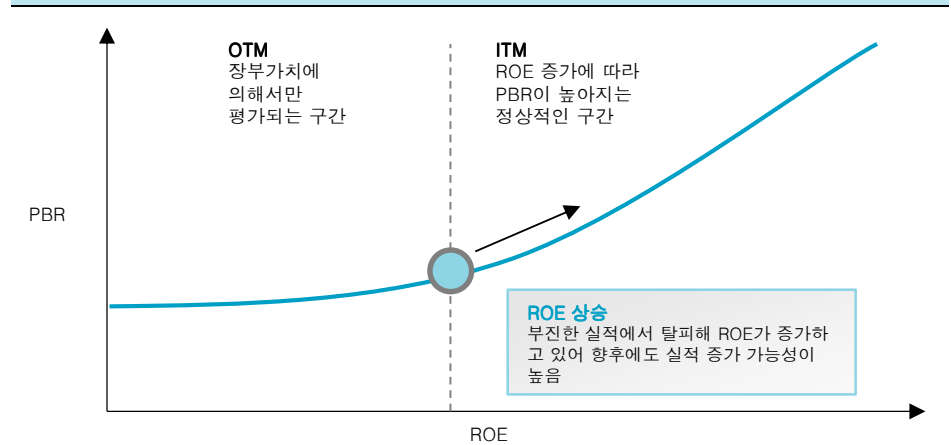 OTM
장부가치에
의해서만
평가되는 구간
ITM
ROE 증가에 따라
PBR이 높아지는
정상적인 구간
PBR
ROE 상승
부진한 실적에서 탈피해 ROE가 증가하
고 있어 향후에도 실적 증가 가능성이
높음
ROE